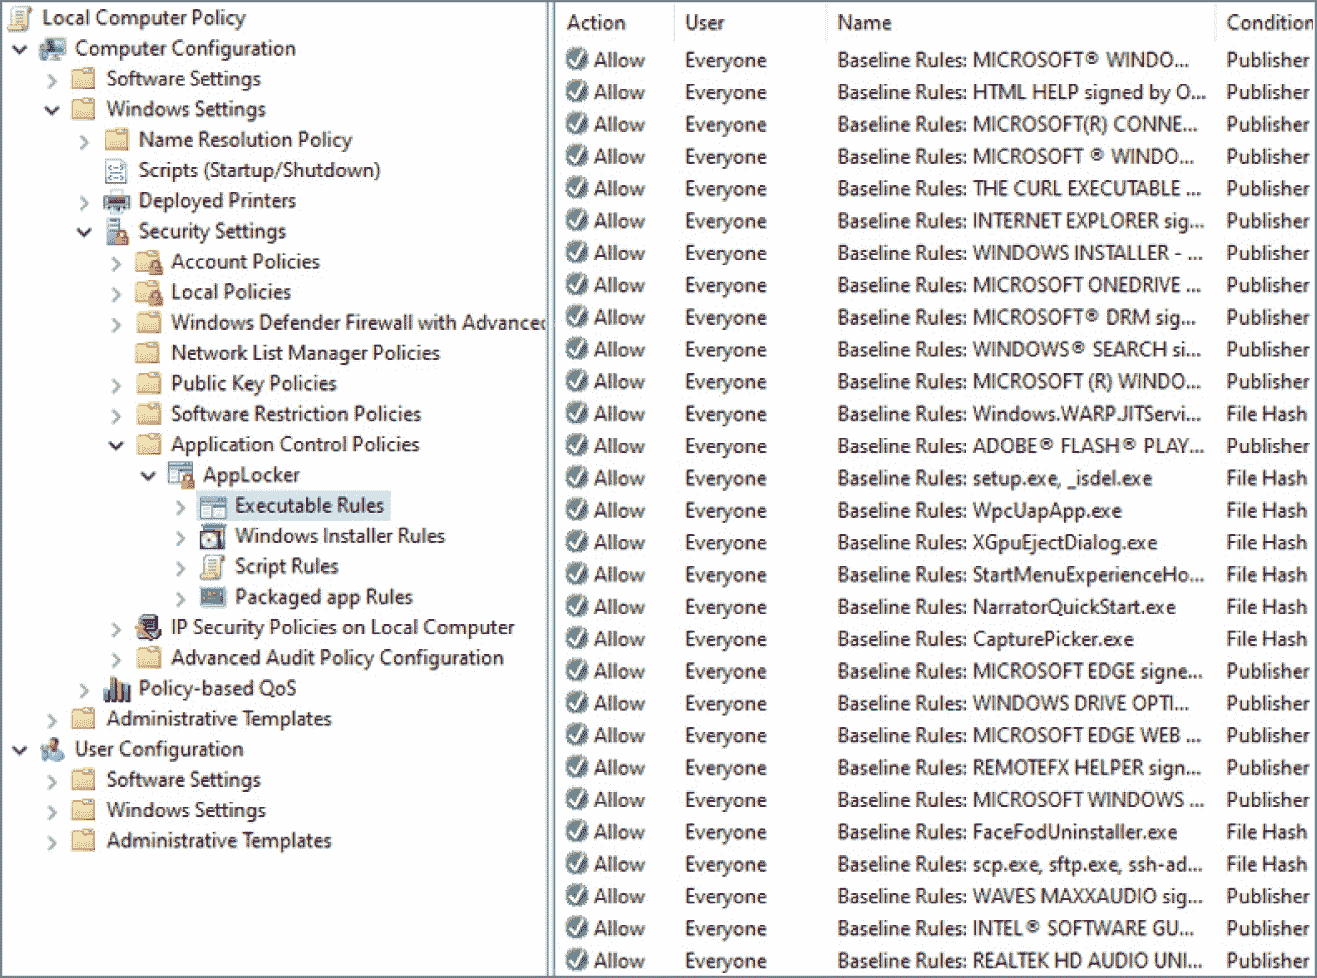 Local Computer Policy
Computer Configuration
Software Settings
Windows Settings
Name Resolution Policy
Scripts (Startup/Shutdown)
Deployed Printers
Security Settings
Account Policies
Local Policies
Windows Defender Firewall with Advanced
Network List Manager Policies
Public Key Policies
Software Restriction Policies
Application Control Policies
AppLocker
Executable Rules
Windows Installer Rules
Script Rules
Packaged app Rules
IP Security Policies on Local Computer
Advanced Audit Policy Configuration
Policy-based QoS
Administrative Templates
User Configuration
Software Settings
Windows Settings
Administrative Templates
Action User Name Condition
Allow Everyone Baseline Rules: MICROSOFT® WINDO... Publisher
Allow Everyone Baseline Rules: HTML HELP signed by O... Publisher
Allow Everyone Baseline Rules: MICROSOFT(R) CONNE... Publisher
Allow Everyone Baseline Rules: MICROSOFT ® WINDO... Publisher
Allow Everyone Baseline Rules: THE CURL EXECUTABLE ... Publisher
Allow Everyone Baseline Rules: INTERNET EXPLORER sig... Publisher
Allow Everyone Baseline Rules: WINDOWS INSTALLER - ... Publisher
Allow Everyone Baseline Rules: MICROSOFT ONEDRIVE ... Publisher
Allow Everyone Baseline Rules: MICROSOFT® DRM sig... Publisher
Allow Everyone Baseline Rules: WINDOWS® SEARCH si... Publisher
Allow Everyone Baseline Rules: MICROSOFT (R) WINDO... Publisher
Allow Everyone Baseline Rules: Windows.WARP.JITServi... File Hash
Allow Everyone Baseline Rules: ADOBE® FLASH® PLAY... Publisher
Allow Everyone Baseline Rules: setup.exe, _isdel.exe File Hash
Allow Everyone Baseline Rules: WpcUapApp.exe File Hash
Allow Everyone Baseline Rules: XGpuEjectDialog.exe File Hash
Allow Everyone Baseline Rules: StartMenuExperienceHo... File Hash
Allow Everyone Baseline Rules: NarratorQuickStart.exe File Hash
Allow Everyone Baseline Rules: CapturePicker.exe File Hash
Allow Everyone Baseline Rules: MICROSOFT EDGE signe... Publisher
Allow Everyone Baseline Rules: WINDOWS DRIVE OPTI... Publisher
Allow Everyone Baseline Rules: MICROSOFT EDGE WEB ... Publisher
Allow Everyone Baseline Rules: REMOTEFX HELPER sign... Publisher
Allow Everyone Baseline Rules: MICROSOFT WINDOWS ... Publisher
Allow Everyone Baseline Rules: FaceFodUninstaller.exe File Hash
Allow Everyone Baseline Rules: scp.exe, sftp.exe, ssh-ad... File Hash
Allow Everyone Baseline Rules: WAVES MAXXAUDIO sig... Publisher
Allow Everyone Baseline Rules: INTEL® SOFTWARE GU... Publisher
Allow Everyone Baseline Rules: REALTEK HD AUDIO UNI... Publisher